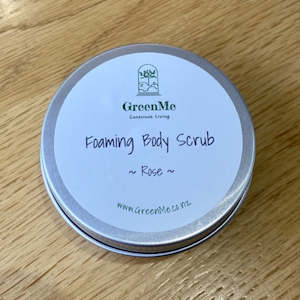 GreenMe
Conscious Living
Foaming Body Scrub
~ Rose ~
www.GreenMe.co.nz